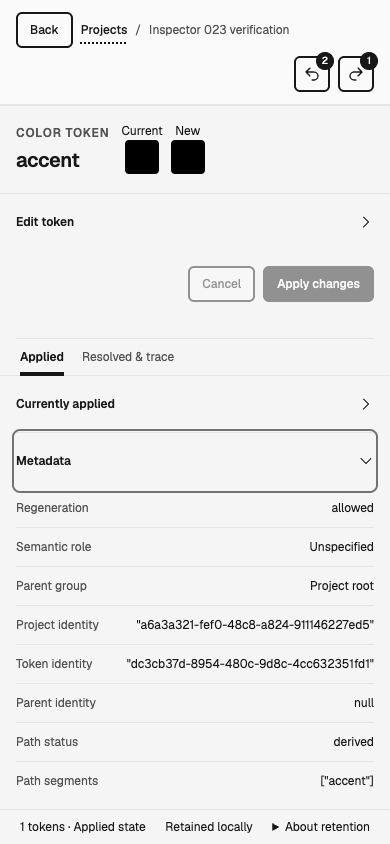 Back Projects / Inspector 023 verification
2 1
COLOR TOKEN Current New
accent
Edit token
Cancel Apply changes
Applied Resolved & trace
Currently applied
Metadata
Regeneration allowed
Semantic role Unspecified
Parent group Project root
Project identity "a6a3a321-fef0-48c8-a824-911146227ed5"
Token identity "dc3cb37d-8954-480c-9d8c-4cc632351fd1"
Parent identity null
Path status derived
Path segments ["accent"]
1 tokens · Applied state Retained locally ▶ About retention